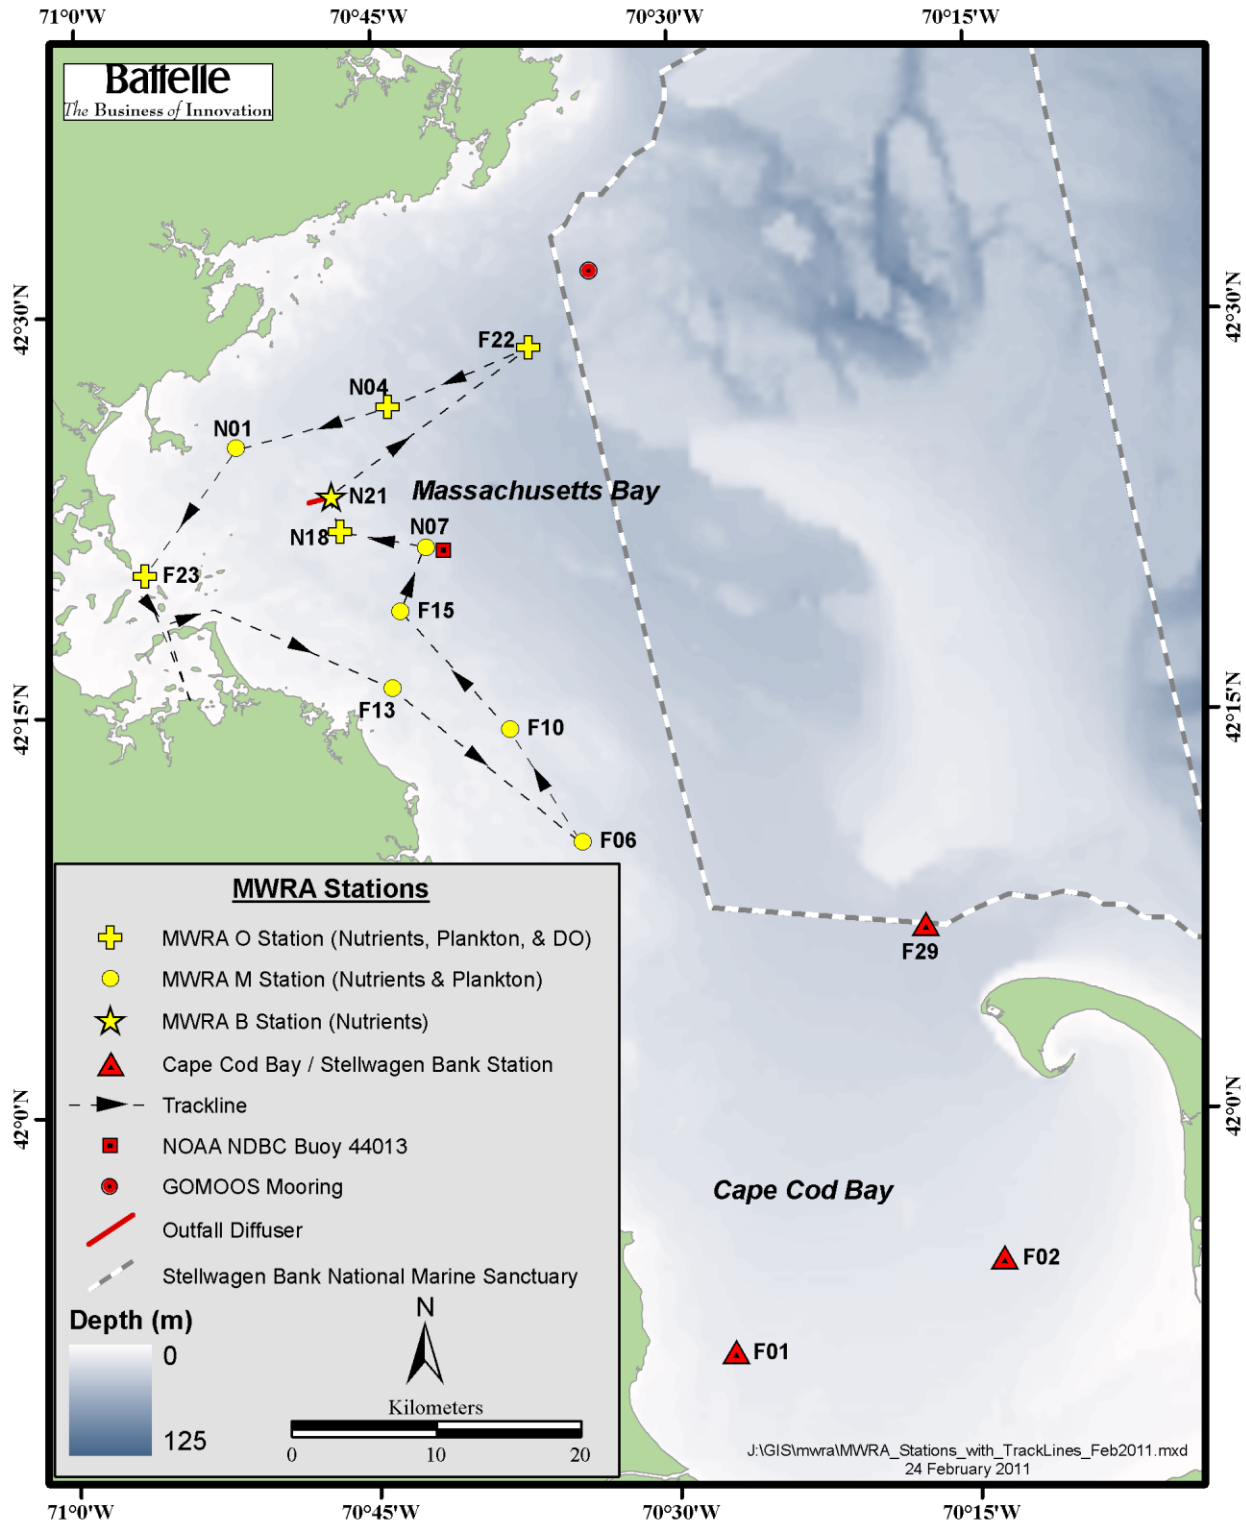 71°0'W 70°45'W 70°30'W 70°15'W
Battelle
The Business of Innovation
42°30'N
42°30'N
F22
N04
N01
N21
Massachusetts Bay
N07
N18
F23
F15
F13
42°15'N
42°15'N
F10
F06
MWRA Stations
MWRA O Station (Nutrients, Plankton, & DO)
MWRA M Station (Nutrients & Plankton)
MWRA B Station (Nutrients)
Cape Cod Bay / Stellwagen Bank Station
Trackline
NOAA NDBC Buoy 44013
GOMOOS Mooring
Outfall Diffuser
Stellwagen Bank National Marine Sanctuary
Depth (m)
0
125
N
Kilometers
0 10 20
F29
42°0'N
42°0'N
Cape Cod Bay
F02
F01
J:\GIS\mwra\MWRA_Stations_with_TrackLines_Feb2011.mxd
24 February 2011
71°0'W 70°45'W 70°30'W 70°15'W